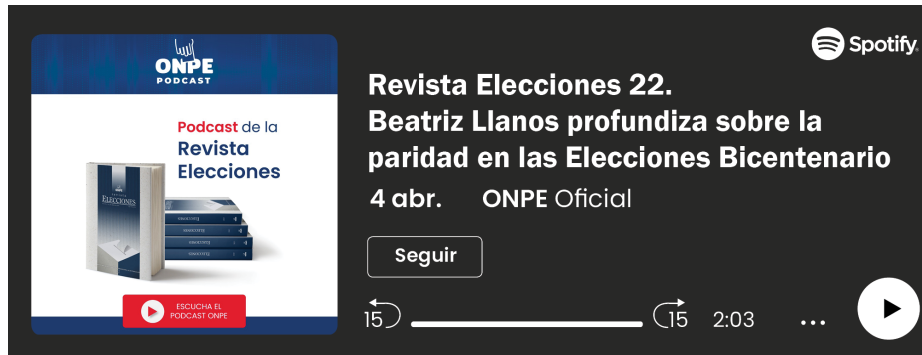 ONPE
PODCAST
Podcast de la
Revista
Elecciones
ELECCIONES
ESCUCHA EL
PODCAST ONPE
Spotify
Revista Elecciones 22.
Beatriz Llanos profundiza sobre la
paridad en las Elecciones Bicentenario
4 abr. ONPE Oficial
Seguir
15 15 2:03 ...